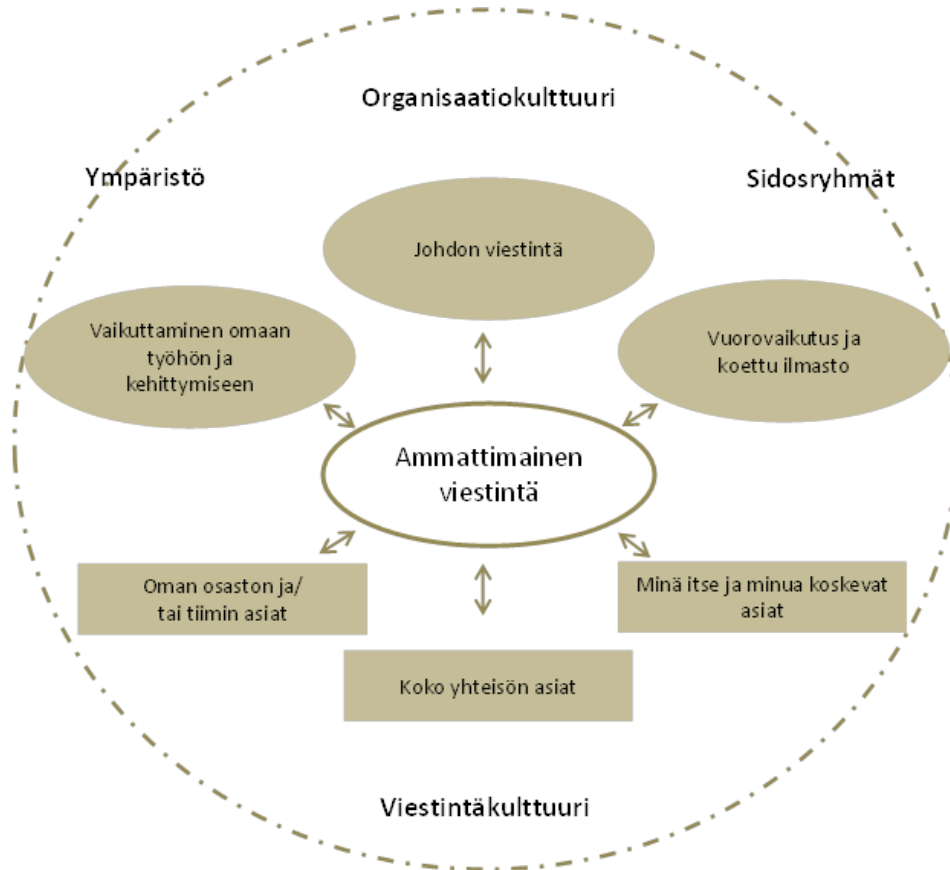 Organisaatiokulttuuri
Ympäristö
Sidosryhmät
Johdon viestintä
Vaikuttaminen omaan
työhön ja
kehittymiseen
Vuorovaikutus ja
koettu ilmasto
Ammattimainen
viestintä
Oman osaston ja/
tai tiimin asiat
Minä itse ja minua koskevat
asiat
Koko yhteisön asiat
Viestintäkulttuuri